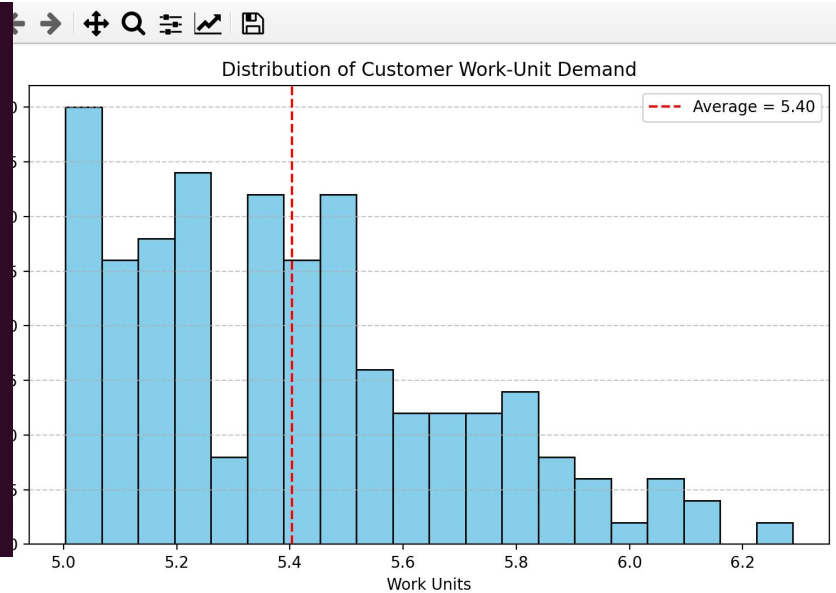 Distribution of Customer Work-Unit Demand
Average = 5.40
5.0 5.2 5.4 5.6 5.8 6.0 6.2
Work Units